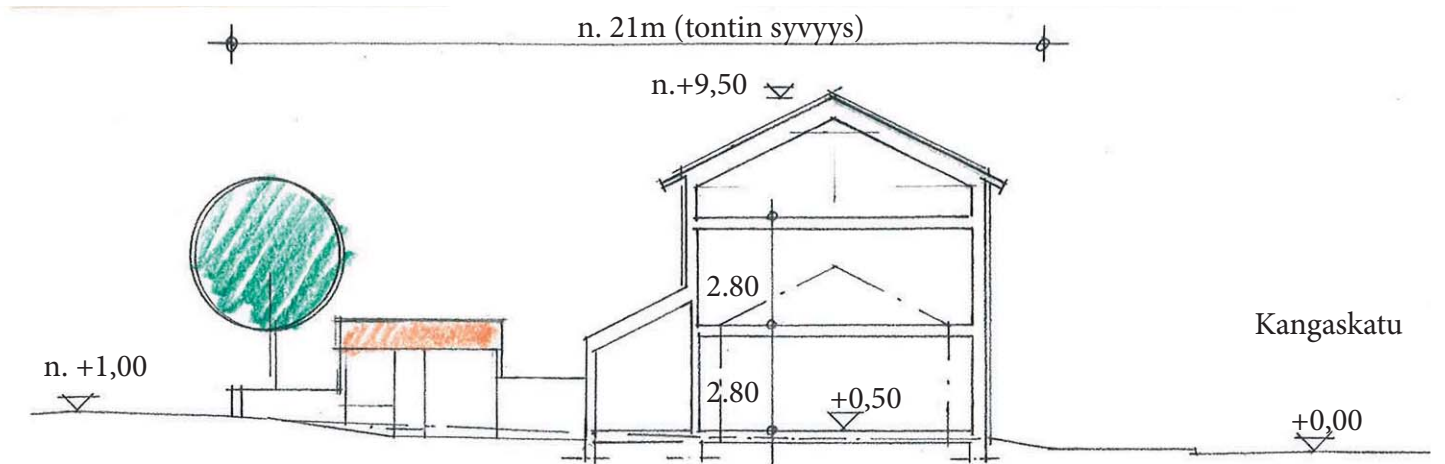 n. 21m (tontin syvyys)
n.+9,50
2.80
Kangaskatu
n. +1,00
2.80
+0,50
+0,00